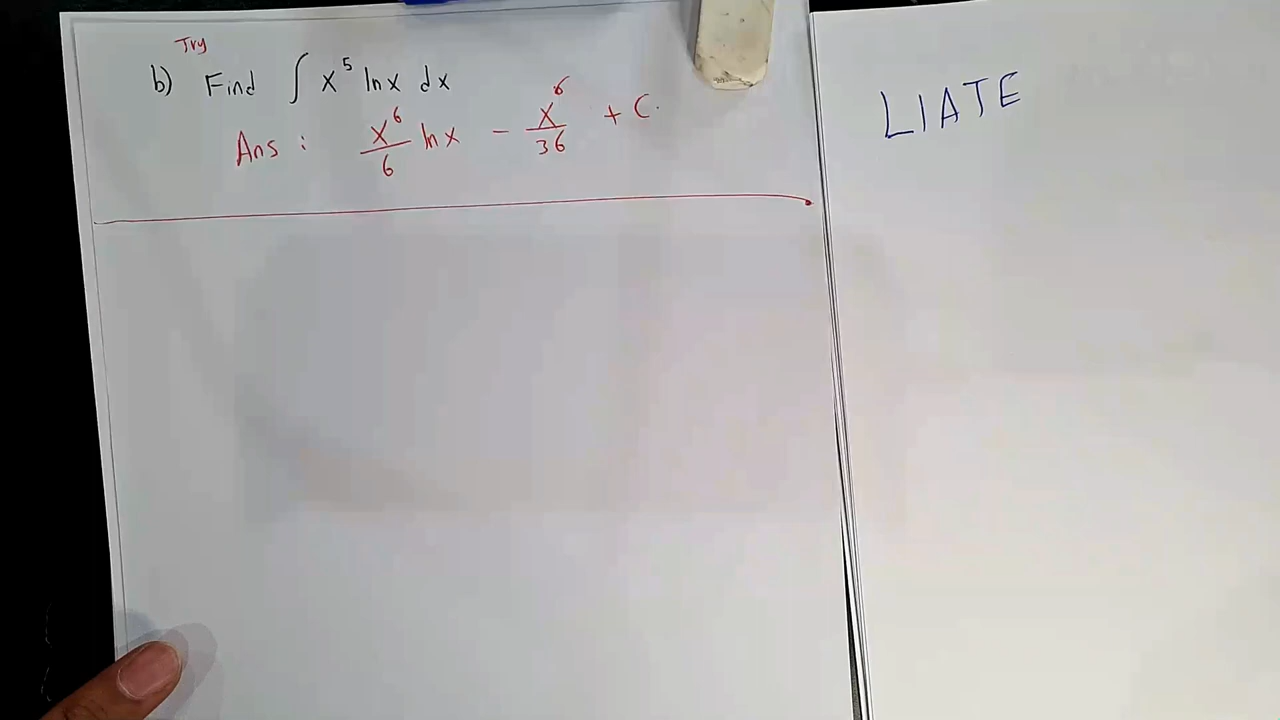 Try
b) Find ∫ x⁵ ln x dx
Ans : x⁶/6 ln x - x⁶/36 + C.
LIATE